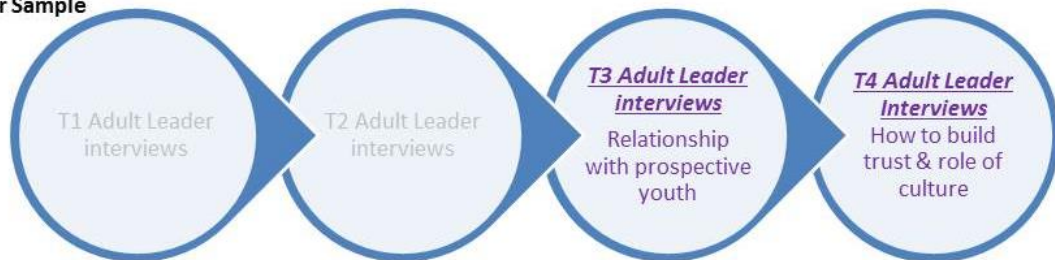 r Sample
T1 Adult Leader
interviews
T2 Adult Leader
interviews
T3 Adult Leader
interviews
Relationship
with prospective
youth
T4 Adult Leader
Interviews
How to build
trust & role of
culture